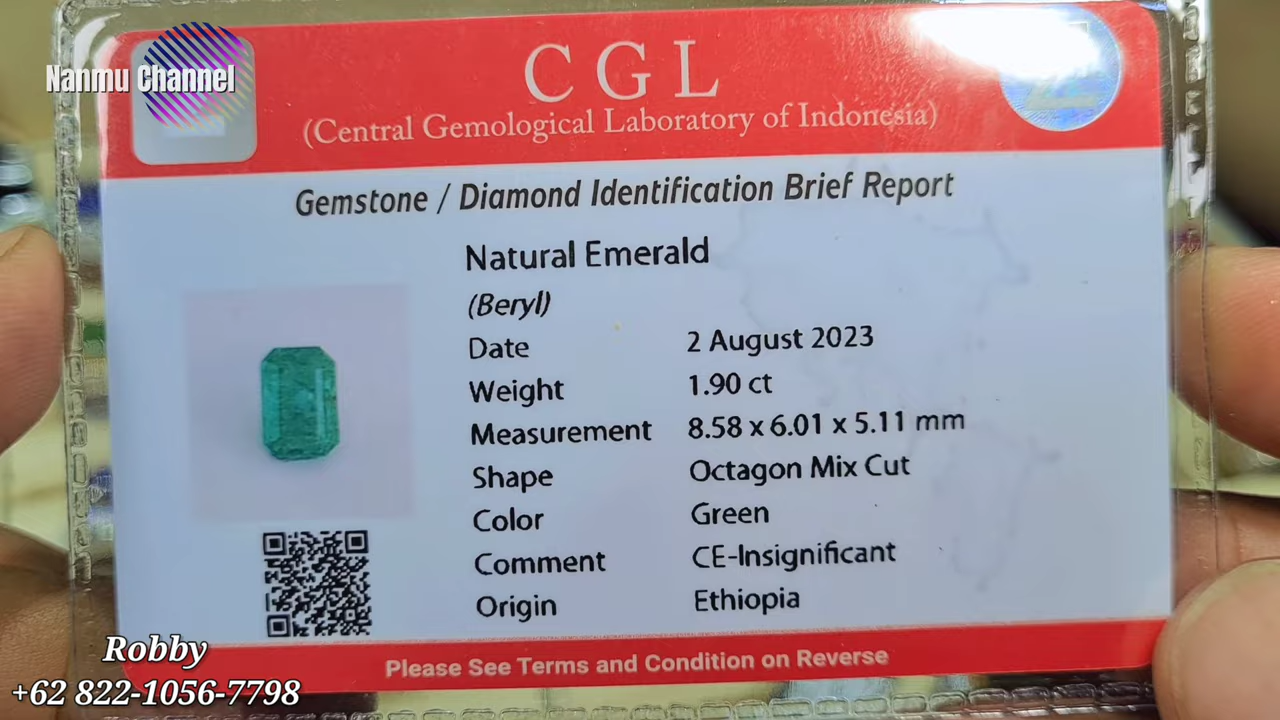 Nanmu Channel
CGL
(Central Gemological Laboratory of Indonesia)
Gemstone / Diamond Identification Brief Report
Natural Emerald
(Beryl)
Date 2 August 2023
Weight 1.90 ct
Measurement 8.58 x 6.01 x 5.11 mm
Shape Octagon Mix Cut
Color Green
Comment CE-Insignificant
Origin Ethiopia
Please See Terms and Condition on Reverse
Robby
+62 822-1056-7798